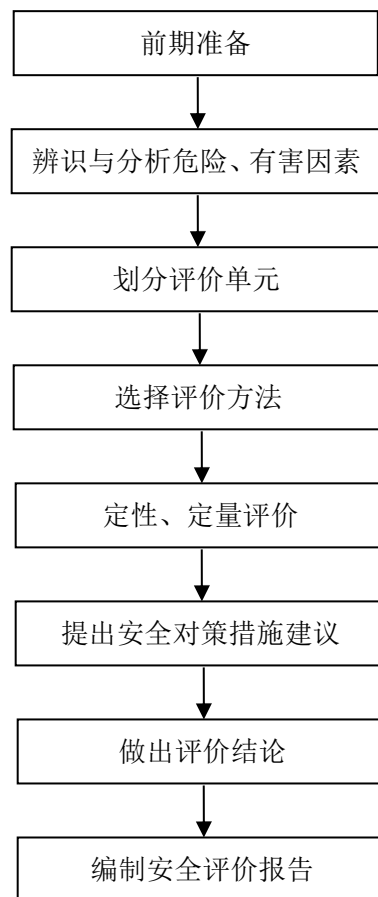 前期准备
辨识与分析危险、有害因素
划分评价单元
选择评价方法
定性、定量评价
提出安全对策措施建议
做出评价结论
编制安全评价报告